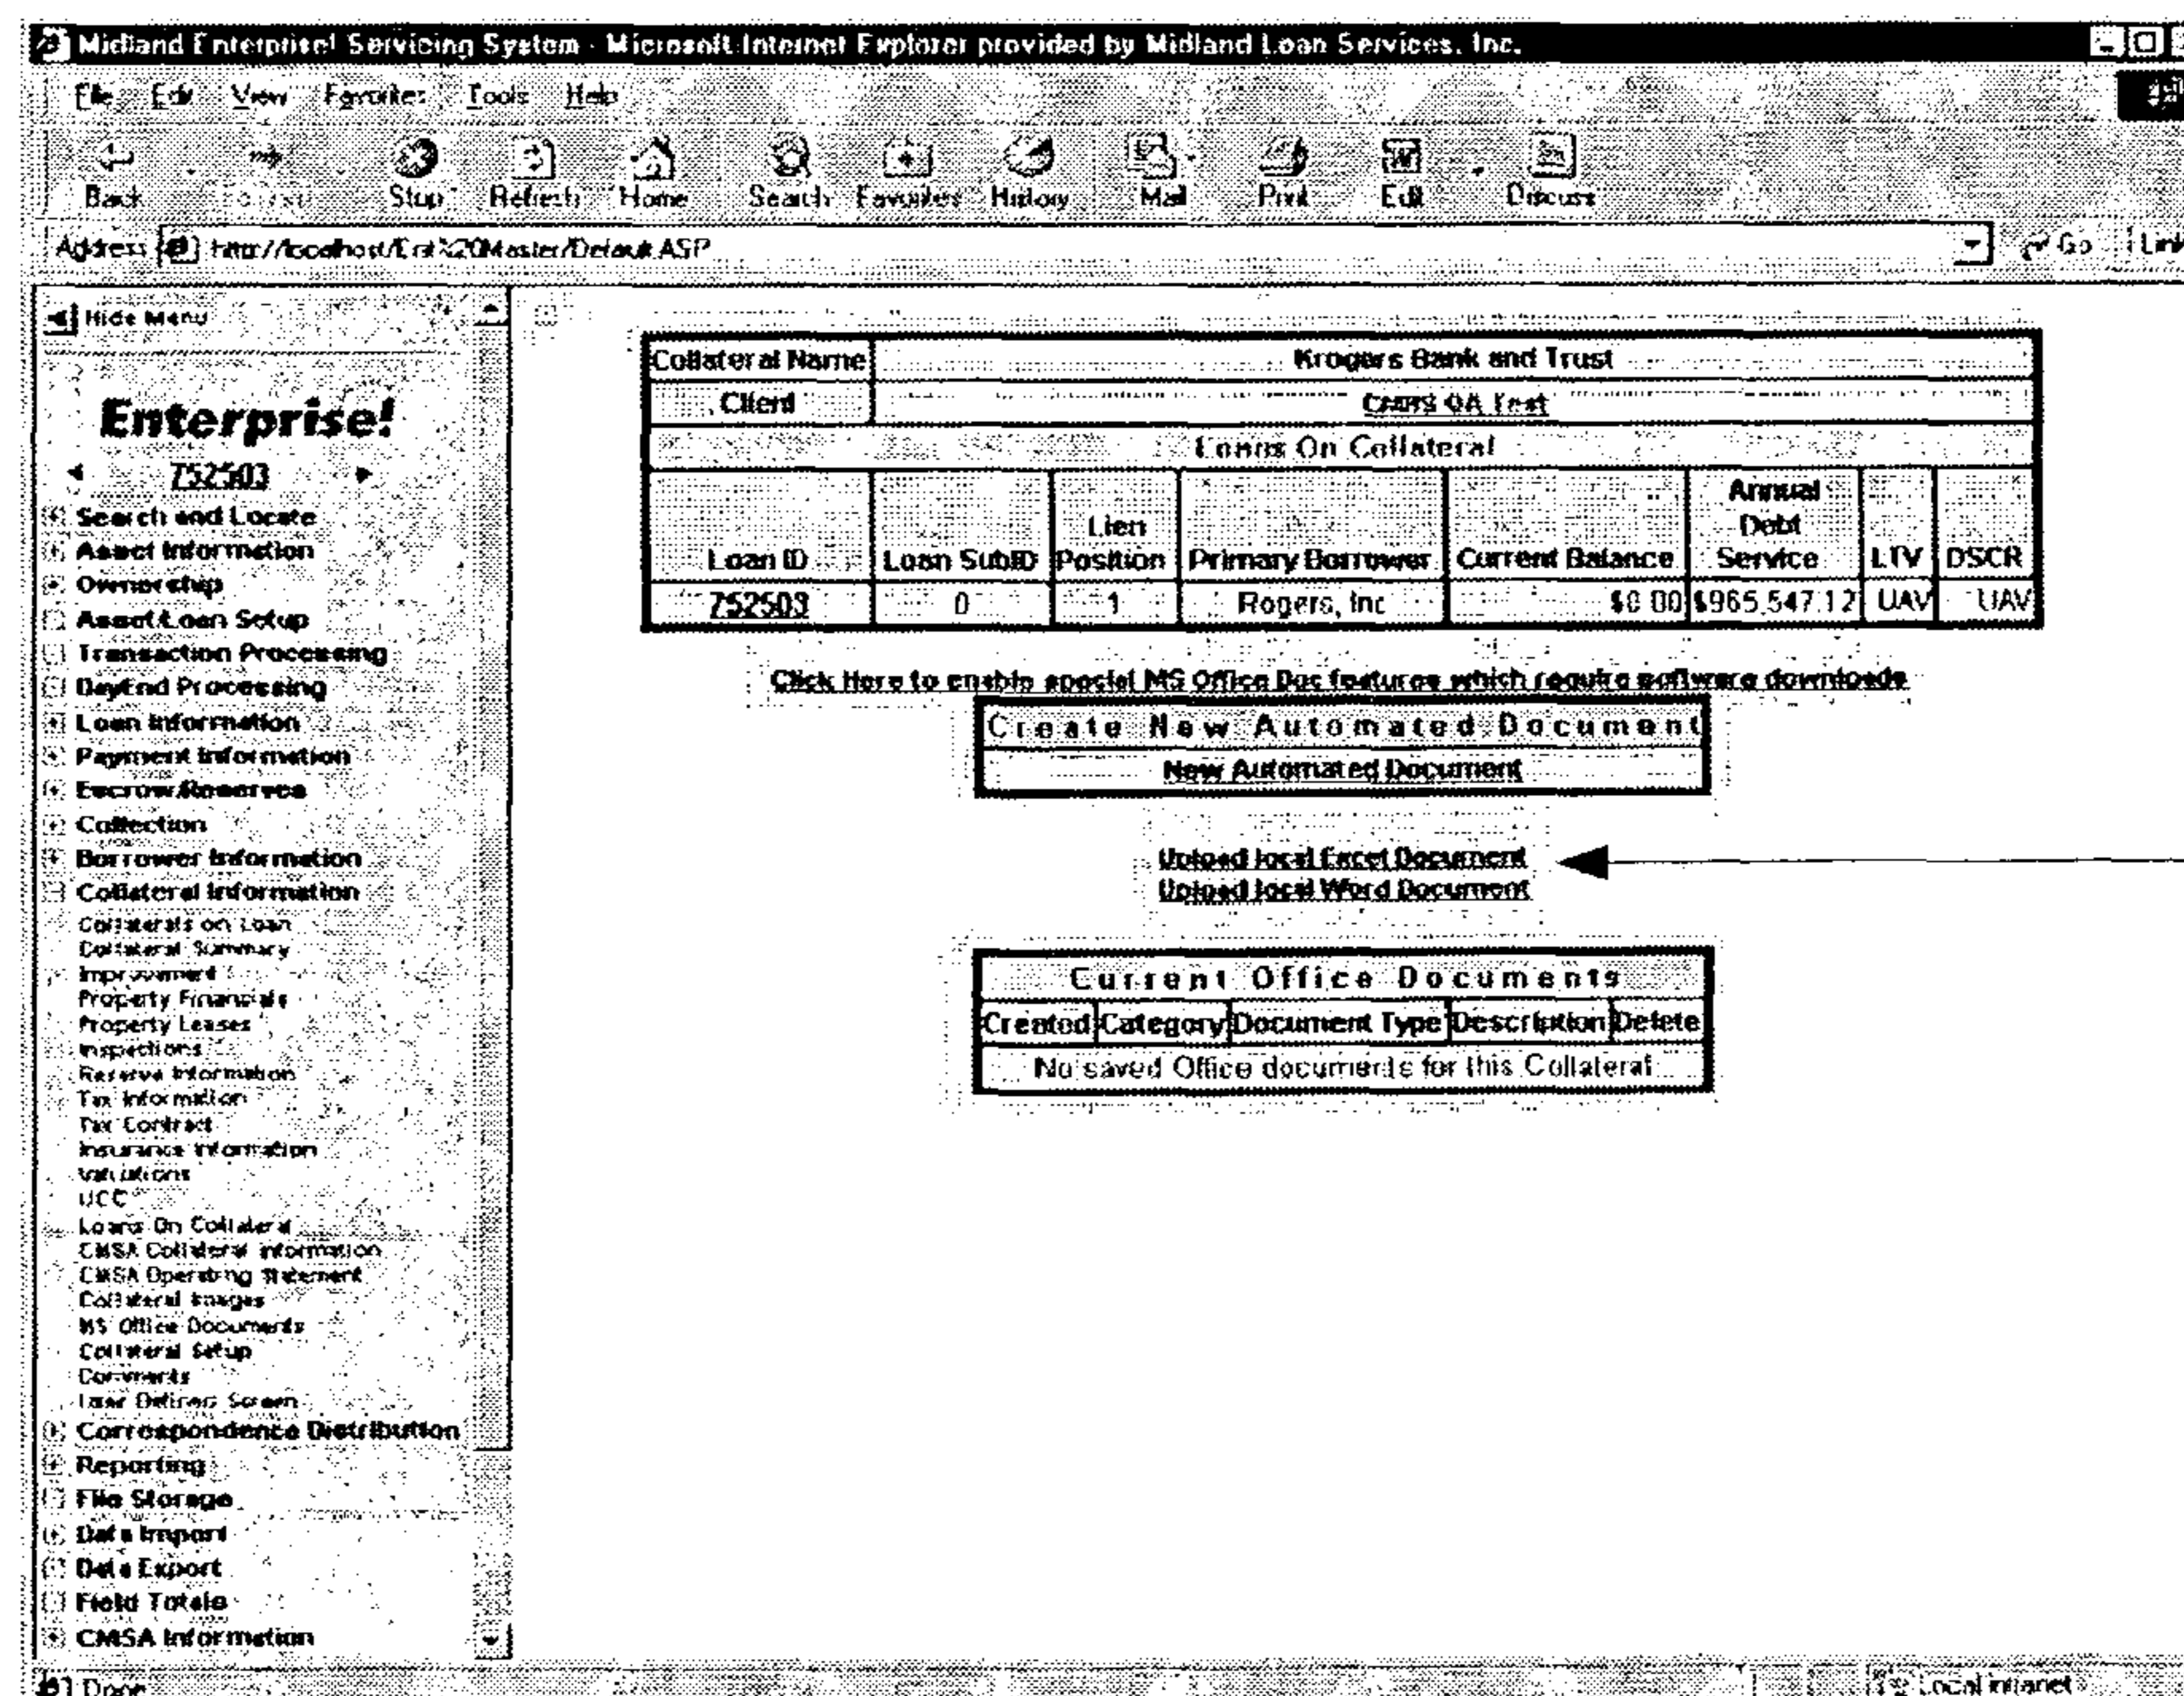 Midland Enterprise! Servicing System - Microsoft Internet Explorer provided by Midland Loan Services, Inc.
File Edit View Favorites Tools Help
Back Forward Stop Refresh Home Search Favorites History Mail Print Edit Discuss
Address http://localhost/Ent%20Master/Default.ASP Go Link
Hide Menu
Enterprise!
752503
Search and Locate
Asset Information
Ownership
Asset/Loan Setup
Transaction Processing
DayEnd Processing
Loan Information
Payment Information
Escrow/Reserves
Collection
Borrower Information
Collateral Information
Collaterals on Loan
Collateral Summary
Improvement
Property Financials
Property Leases
Inspections
Reserve Information
Tax Information
Tax Contract
Insurance Information
Valuations
UCC
Loans On Collateral
CMSA Collateral Information
CMSA Operating Statement
Collateral Images
MS Office Documents
Collateral Setup
Comments
User Defined Screen
Correspondence Distribution
Reporting
File Storage
Data Import
Data Export
Field Totals
CMSA Information
Collateral Name Krogers Bank and Trust
Client CMBS QA Test
Loans On Collateral
Loan ID Loan SubID Lien Position Primary Borrower Current Balance Annual Debt Service LTV DSCR
752503 0 1 Rogers, Inc $0.00 $965,547.12 UAV UAV
Click Here to enable special MS Office Doc features which require software downloads
Create New Automated Document
New Automated Document
Upload local Excel Document
Upload local Word Document
Current Office Documents
Created Category Document Type Description Delete
No saved Office documents for this Collateral
Done Local intranet